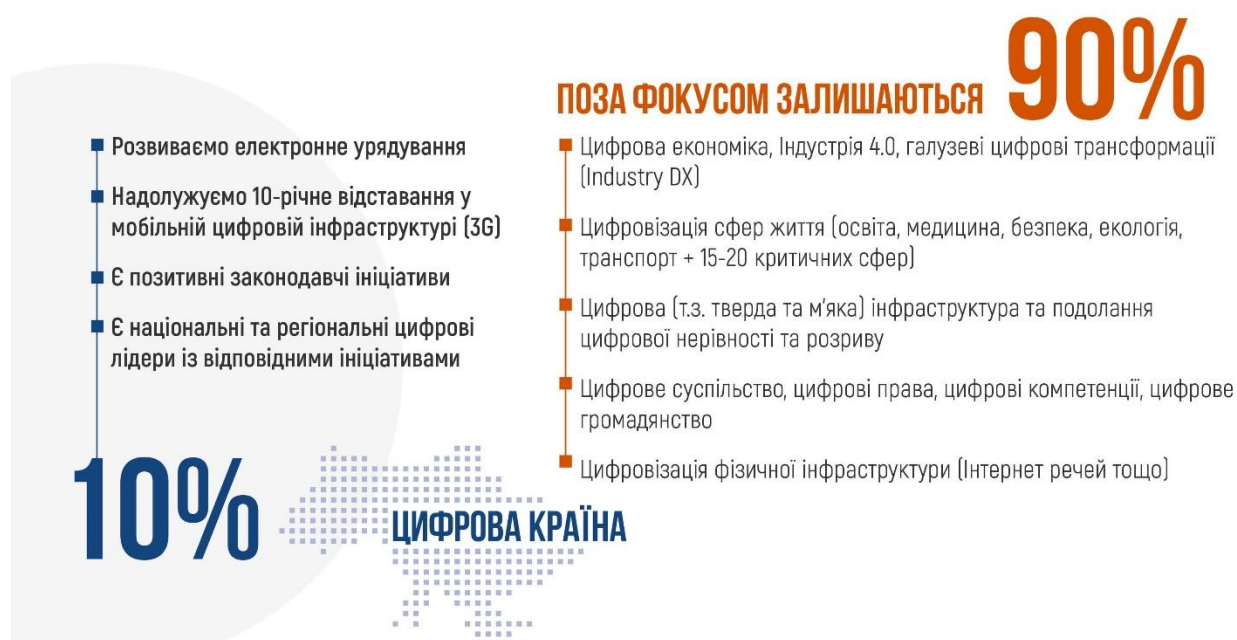 Розвиваємо електронне урядування
Надолужуємо 10-річне відставання у
мобільній цифровій інфраструктурі (3G)
Є позитивні законодавчі ініціативи
Є національні та регіональні цифрові
лідери із відповідними ініціативами
10%
ЦИФРОВА КРАЇНА
ПОЗА ФОКУСОМ ЗАЛИШАЮТЬСЯ 90%
Цифрова економіка, Індустрія 4.0, галузеві цифрові трансформації
(Industry DX)
Цифровізація сфер життя (освіта, медицина, безпека, екологія,
транспорт + 15-20 критичних сфер)
Цифрова (т.з. тверда та м’яка) інфраструктура та подолання
цифрової нерівності та розриву
Цифрове суспільство, цифрові права, цифрові компетенції, цифрове
громадянство
Цифровізація фізичної інфраструктури (Інтернет речей тощо)